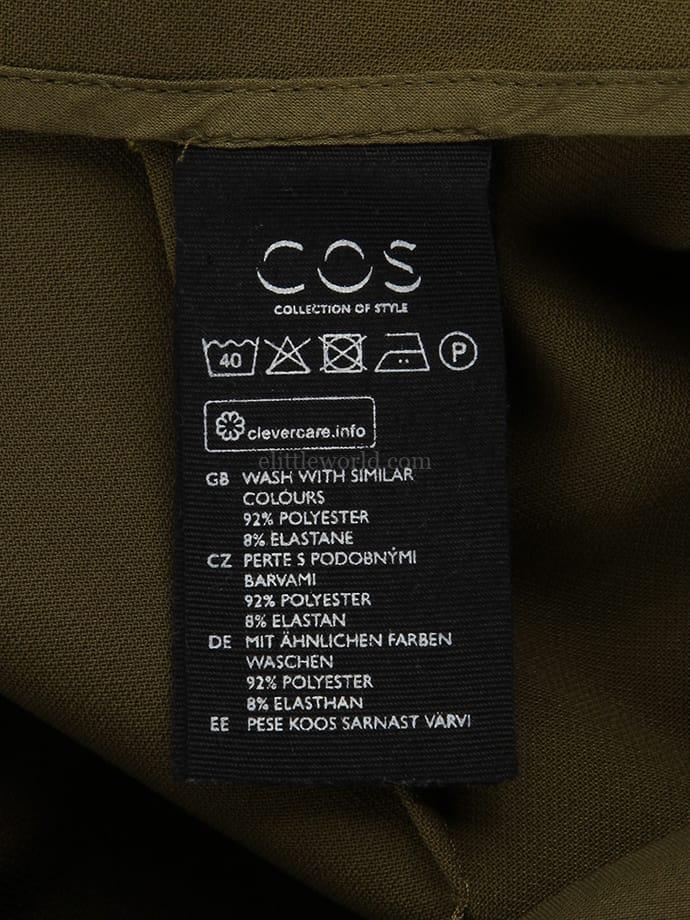 COS
COLLECTION OF STYLE
40
P
clevercare.info
elittleworld.com
GB WASH WITH SIMILAR
COLOURS
92% POLYESTER
8% ELASTANE
CZ PERTE S PODOBNÝMI
BARVAMI
92% POLYESTER
8% ELASTAN
DE MIT ÄHNLICHEN FARBEN
WASCHEN
92% POLYESTER
8% ELASTHAN
EE PESE KOOS SARNAST VÄRVI